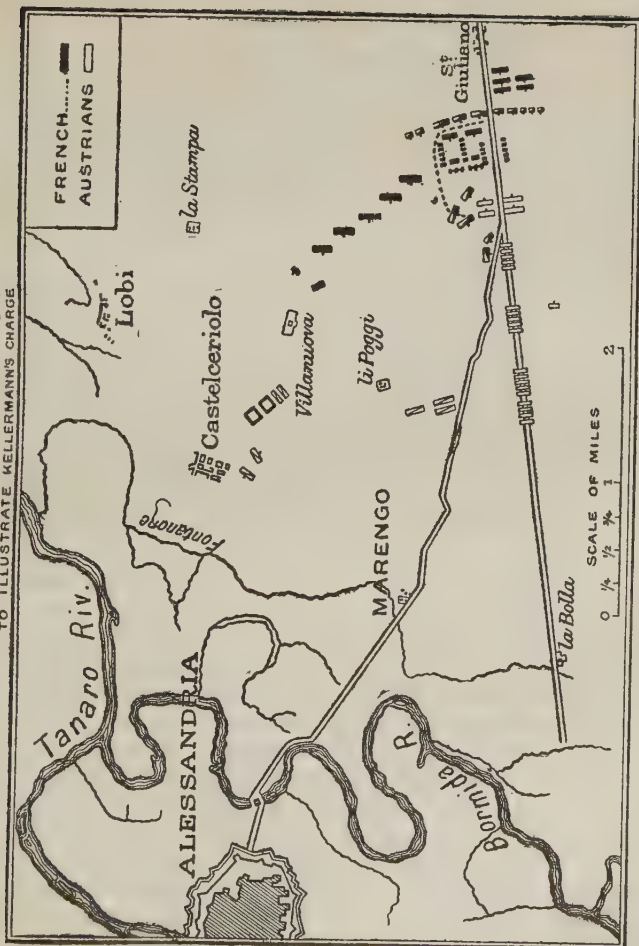 TO ILLUSTRATE KELLERMANN'S CHARGE
FRENCH......
AUSTRIANS
Tanaro Riv.
Lobi
la Stampa
ALESSANDRIA
Fontanone
Castelceriolo
Villanuova
li Poggi
St
Giuliano
MARENGO
Bormida R.
la Bolla
SCALE OF MILES
0 ¼ ½ ¾ 1 2